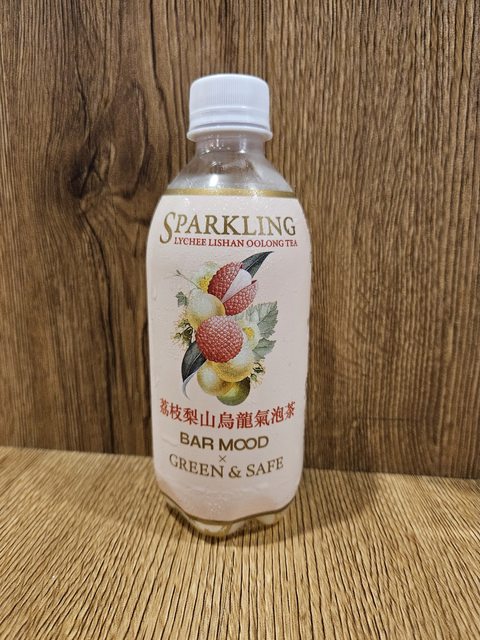 SPARKLING
LYCHEE LISHAN OOLONG TEA
荔枝梨山烏龍氣泡茶
BAR MOOD
×
GREEN & SAFE